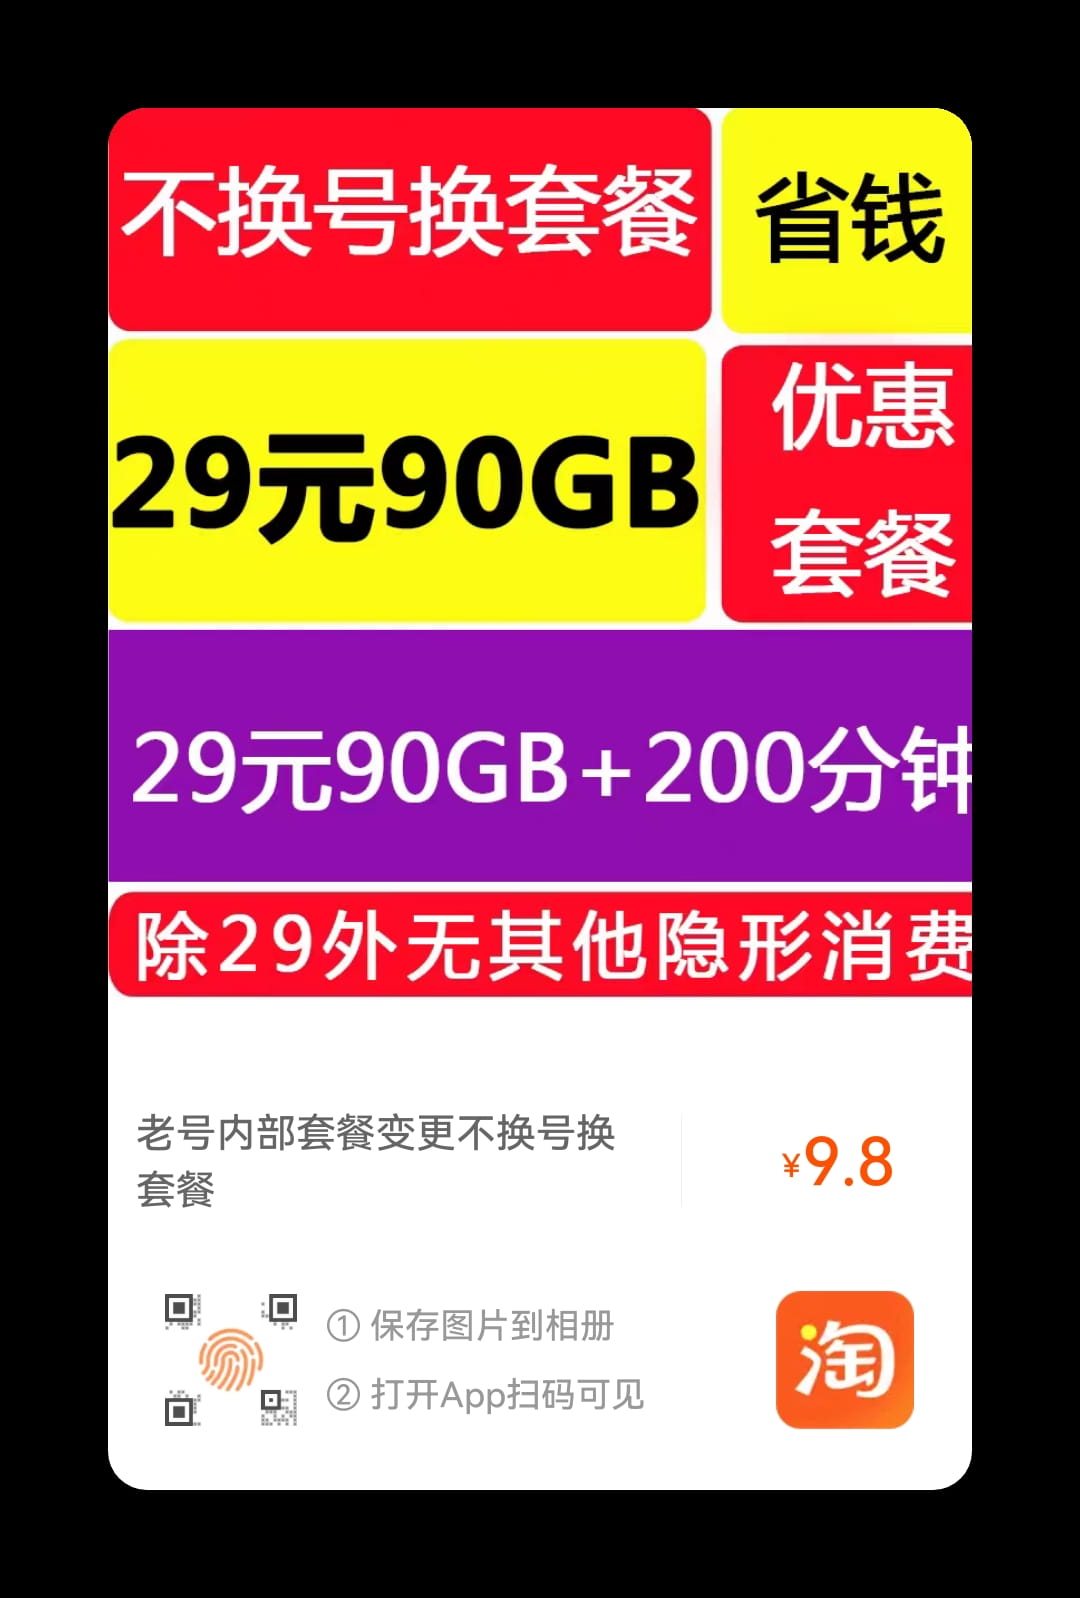 不换号换套餐
省钱
29元90GB
优惠
套餐
29元90GB+200分钟
除29外无其他隐形消费
老号内部套餐变更不换号换
套餐
¥9.8
① 保存图片到相册
② 打开App扫码可见
淘